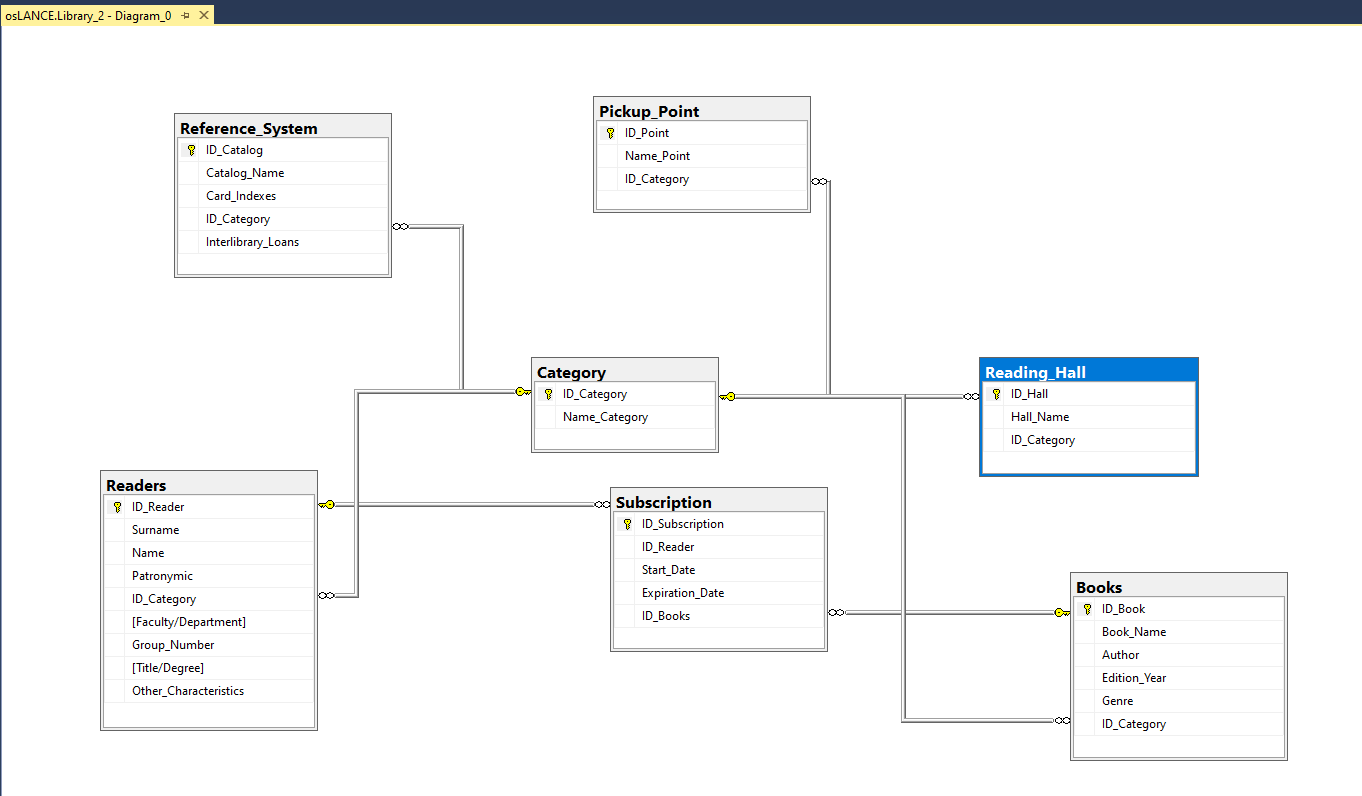 osLANCE.Library_2 - Diagram_0
Reference_System
ID_Catalog
Catalog_Name
Card_Indexes
ID_Category
Interlibrary_Loans
Pickup_Point
ID_Point
Name_Point
ID_Category
Category
ID_Category
Name_Category
Reading_Hall
ID_Hall
Hall_Name
ID_Category
Readers
ID_Reader
Surname
Name
Patronymic
ID_Category
[Faculty/Department]
Group_Number
[Title/Degree]
Other_Characteristics
Subscription
ID_Subscription
ID_Reader
Start_Date
Expiration_Date
ID_Books
Books
ID_Book
Book_Name
Author
Edition_Year
Genre
ID_Category